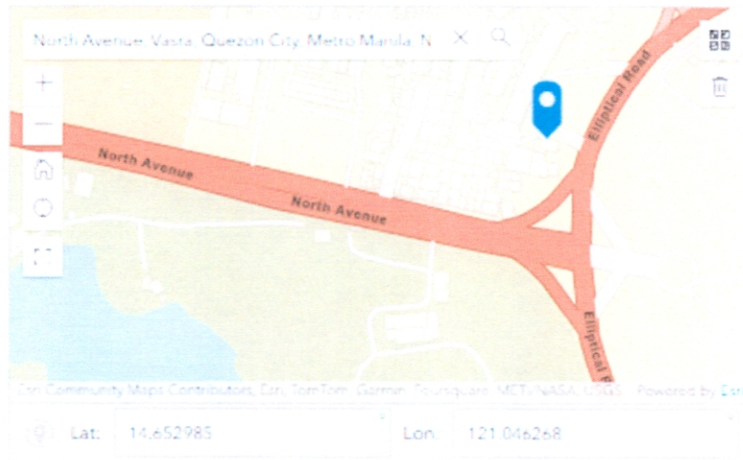 North Avenue, Vasra, Quezon City, Metro Manila, N
Elliptical Road
North Avenue
North Avenue
Elliptical R
Esri Community Maps Contributors, Esri, TomTom, Garmin, Foursquare, METI/NASA, USGS Powered by Esri
Lat: 14.652985 Lon: 121.046268